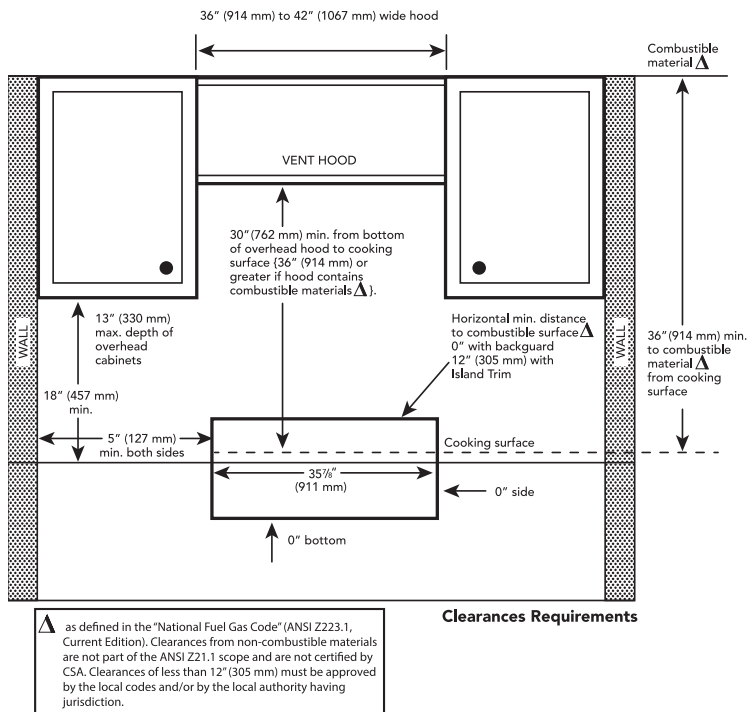 36" (914 mm) to 42" (1067 mm) wide hood
Combustible
material Δ
VENT HOOD
30" (762 mm) min. from bottom
of overhead hood to cooking
surface {36" (914 mm) or
greater if hood contains
combustible materials Δ }.
13" (330 mm)
max. depth of
overhead
cabinets
Horizontal min. distance
to combustible surface Δ
0" with backguard
12" (305 mm) with
Island Trim
WALL
WALL
36" (914 mm) min.
to combustible
material Δ
from cooking
surface
18" (457 mm)
min.
5" (127 mm)
min. both sides
Cooking surface
35⅞"
(911 mm)
0" side
0" bottom
Clearances Requirements
Δ as defined in the "National Fuel Gas Code" (ANSI Z223.1,
Current Edition). Clearances from non-combustible materials
are not part of the ANSI Z21.1 scope and are not certified by
CSA. Clearances of less than 12" (305 mm) must be approved
by the local codes and/or by the local authority having
jurisdiction.